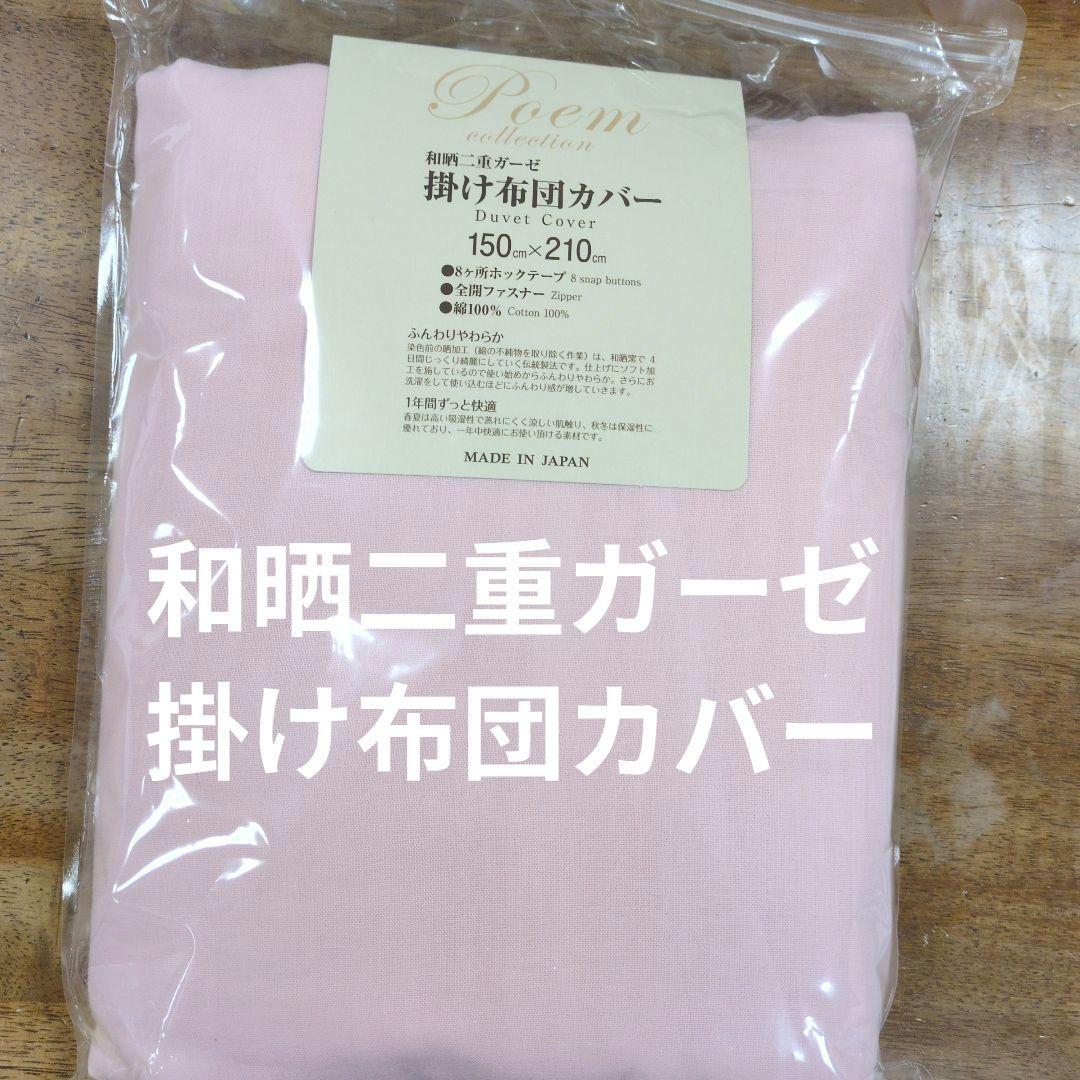 Poem
collection
和晒二重ガーゼ
掛け布団カバー
Duvet Cover
150cm×210cm
●8ヶ所ホックテープ 8 snap buttons
●全開ファスナー Zipper
●綿100% Cotton 100%
ふんわりやわらか
染色前の晒加工（綿の不純物を取り除く作業）は、和晒窯で 4
日間じっくり綺麗にしていく伝統製法です。仕上げにソフト加
工を施しているので使い始めからふんわりやわらか。さらにお
洗濯をして使い込むほどにふんわり感が増していきます。
1年間ずっと快適
春夏は高い吸湿性で蒸れにくく涼しい肌触り、秋冬は保湿性に
優れており、一年中快適にお使い頂ける素材です。
MADE IN JAPAN
和晒二重ガーゼ
掛け布団カバー